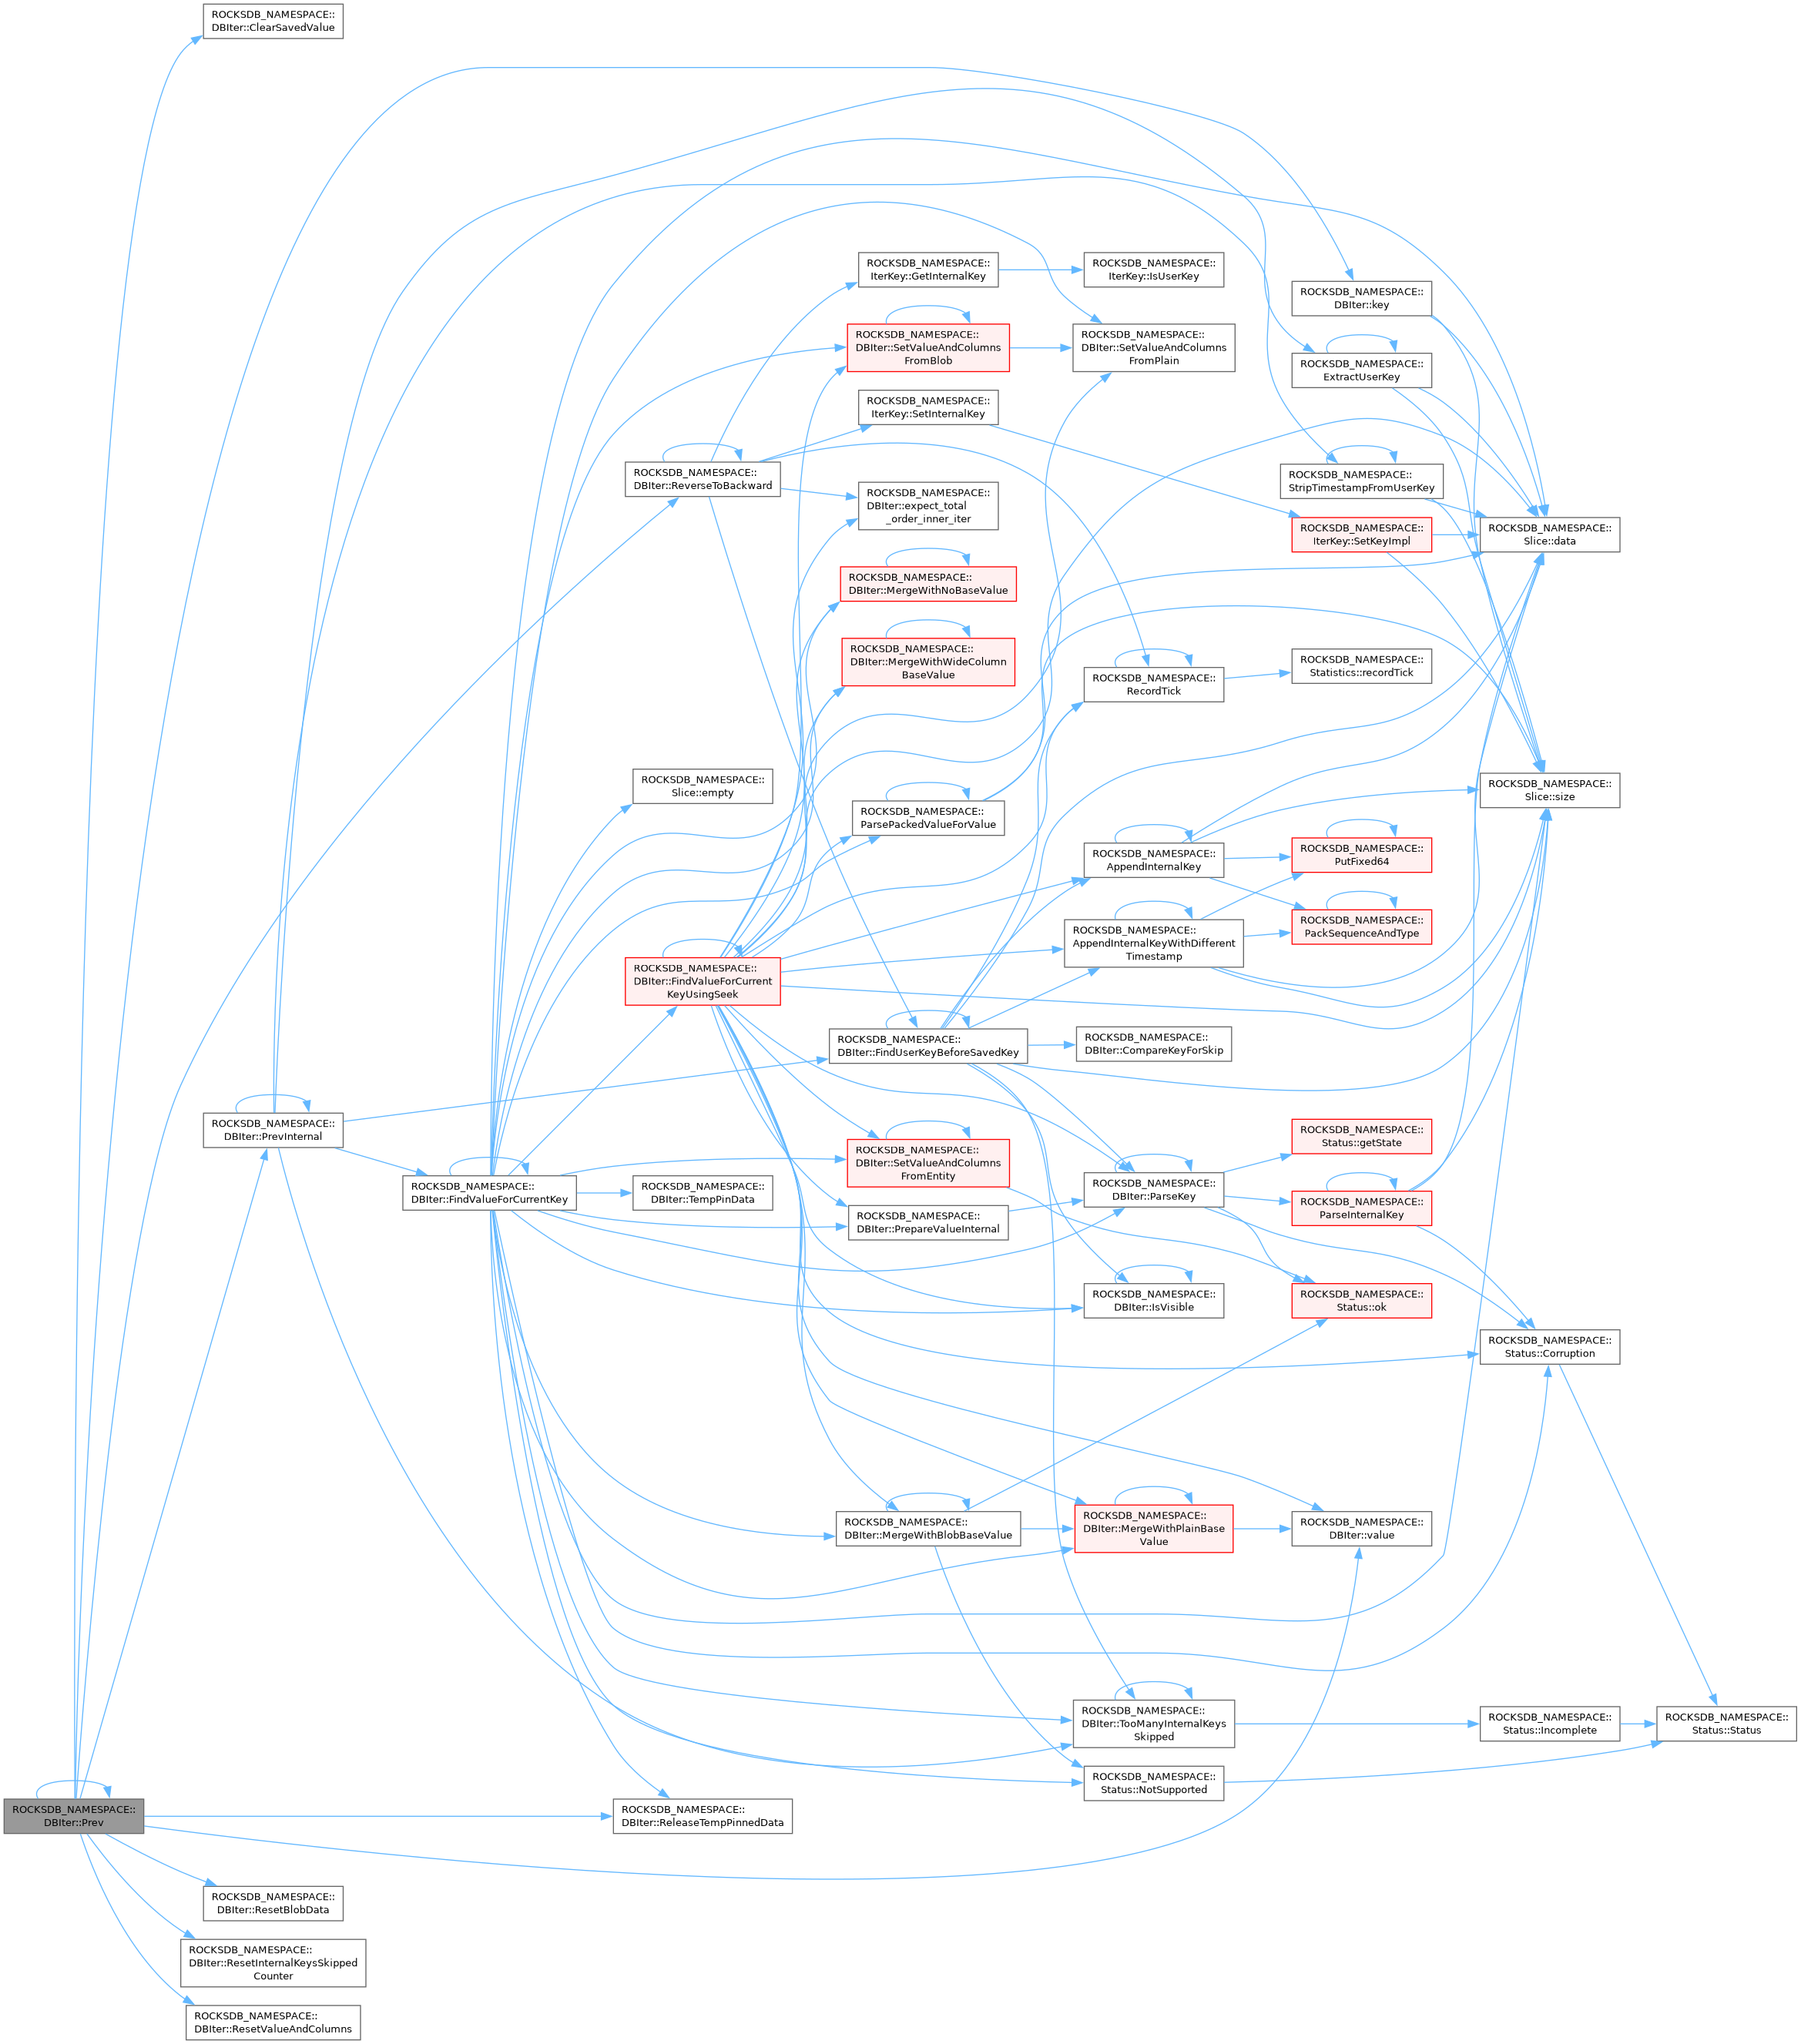 ROCKSDB_NAMESPACE::
DBIter::ClearSavedValue
ROCKSDB_NAMESPACE::
IterKey::GetInternalKey
ROCKSDB_NAMESPACE::
IterKey::IsUserKey
ROCKSDB_NAMESPACE::
DBIter::key
ROCKSDB_NAMESPACE::
DBIter::SetValueAndColumns
FromBlob
ROCKSDB_NAMESPACE::
DBIter::SetValueAndColumns
FromPlain
ROCKSDB_NAMESPACE::
ExtractUserKey
ROCKSDB_NAMESPACE::
IterKey::SetInternalKey
ROCKSDB_NAMESPACE::
DBIter::ReverseToBackward
ROCKSDB_NAMESPACE::
StripTimestampFromUserKey
ROCKSDB_NAMESPACE::
DBIter::expect_total
_order_inner_iter
ROCKSDB_NAMESPACE::
IterKey::SetKeyImpl
ROCKSDB_NAMESPACE::
Slice::data
ROCKSDB_NAMESPACE::
DBIter::MergeWithNoBaseValue
ROCKSDB_NAMESPACE::
DBIter::MergeWithWideColumn
BaseValue
ROCKSDB_NAMESPACE::
RecordTick
ROCKSDB_NAMESPACE::
Statistics::recordTick
ROCKSDB_NAMESPACE::
Slice::empty
ROCKSDB_NAMESPACE::
ParsePackedValueForValue
ROCKSDB_NAMESPACE::
Slice::size
ROCKSDB_NAMESPACE::
AppendInternalKey
ROCKSDB_NAMESPACE::
PutFixed64
ROCKSDB_NAMESPACE::
AppendInternalKeyWithDifferent
Timestamp
ROCKSDB_NAMESPACE::
PackSequenceAndType
ROCKSDB_NAMESPACE::
DBIter::FindValueForCurrent
KeyUsingSeek
ROCKSDB_NAMESPACE::
DBIter::FindUserKeyBeforeSavedKey
ROCKSDB_NAMESPACE::
DBIter::CompareKeyForSkip
ROCKSDB_NAMESPACE::
DBIter::PrevInternal
ROCKSDB_NAMESPACE::
DBIter::SetValueAndColumns
FromEntity
ROCKSDB_NAMESPACE::
Status::getState
ROCKSDB_NAMESPACE::
DBIter::FindValueForCurrentKey
ROCKSDB_NAMESPACE::
DBIter::TempPinData
ROCKSDB_NAMESPACE::
DBIter::PrepareValueInternal
ROCKSDB_NAMESPACE::
DBIter::ParseKey
ROCKSDB_NAMESPACE::
ParseInternalKey
ROCKSDB_NAMESPACE::
DBIter::IsVisible
ROCKSDB_NAMESPACE::
Status::ok
ROCKSDB_NAMESPACE::
Status::Corruption
ROCKSDB_NAMESPACE::
DBIter::MergeWithBlobBaseValue
ROCKSDB_NAMESPACE::
DBIter::MergeWithPlainBase
Value
ROCKSDB_NAMESPACE::
DBIter::value
ROCKSDB_NAMESPACE::
DBIter::TooManyInternalKeys
Skipped
ROCKSDB_NAMESPACE::
Status::Incomplete
ROCKSDB_NAMESPACE::
Status::Status
ROCKSDB_NAMESPACE::
Status::NotSupported
ROCKSDB_NAMESPACE::
DBIter::Prev
ROCKSDB_NAMESPACE::
DBIter::ReleaseTempPinnedData
ROCKSDB_NAMESPACE::
DBIter::ResetBlobData
ROCKSDB_NAMESPACE::
DBIter::ResetInternalKeysSkipped
Counter
ROCKSDB_NAMESPACE::
DBIter::ResetValueAndColumns